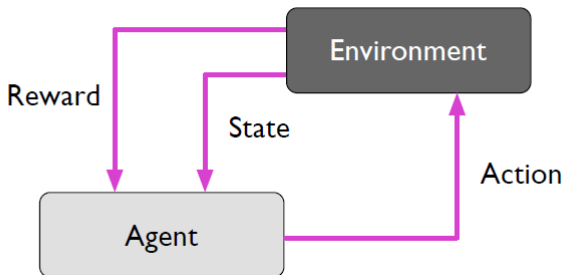 Environment
Reward
State
Action
Agent